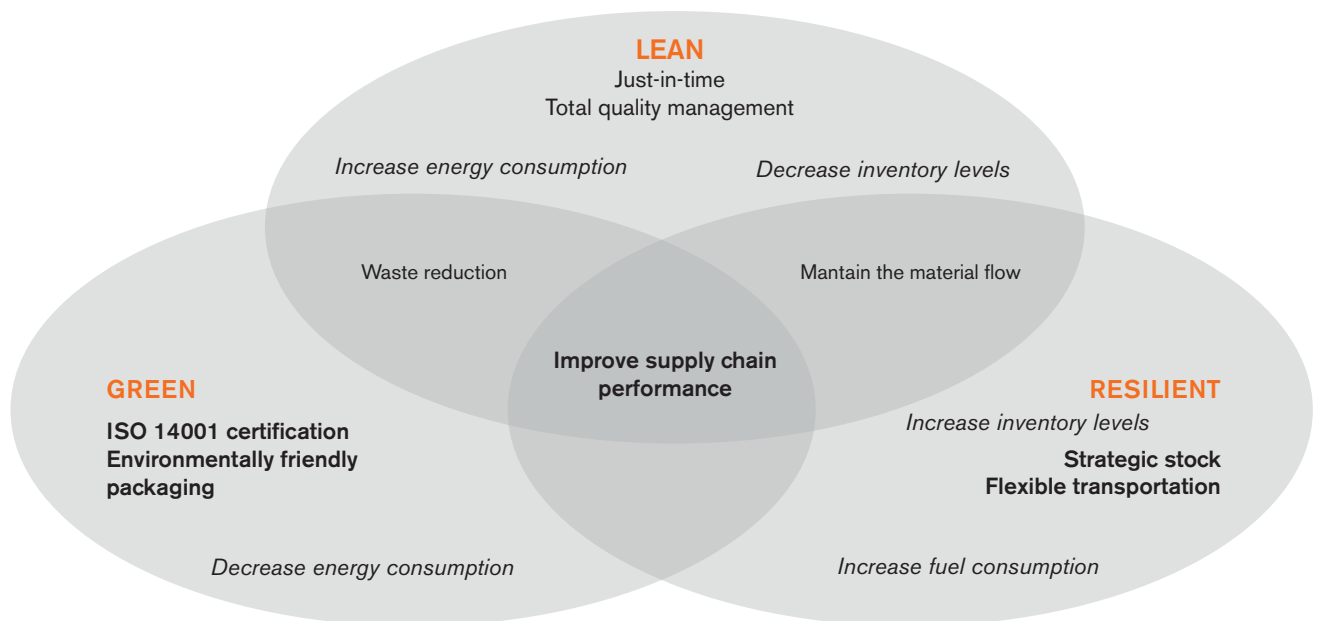 LEAN
Just-in-time
Total quality management
Increase energy consumption
Decrease inventory levels
Waste reduction
Mantain the material flow
Improve supply chain
performance
GREEN
ISO 14001 certification
Environmentally friendly
packaging
RESILIENT
Increase inventory levels
Strategic stock
Flexible transportation
Decrease energy consumption
Increase fuel consumption